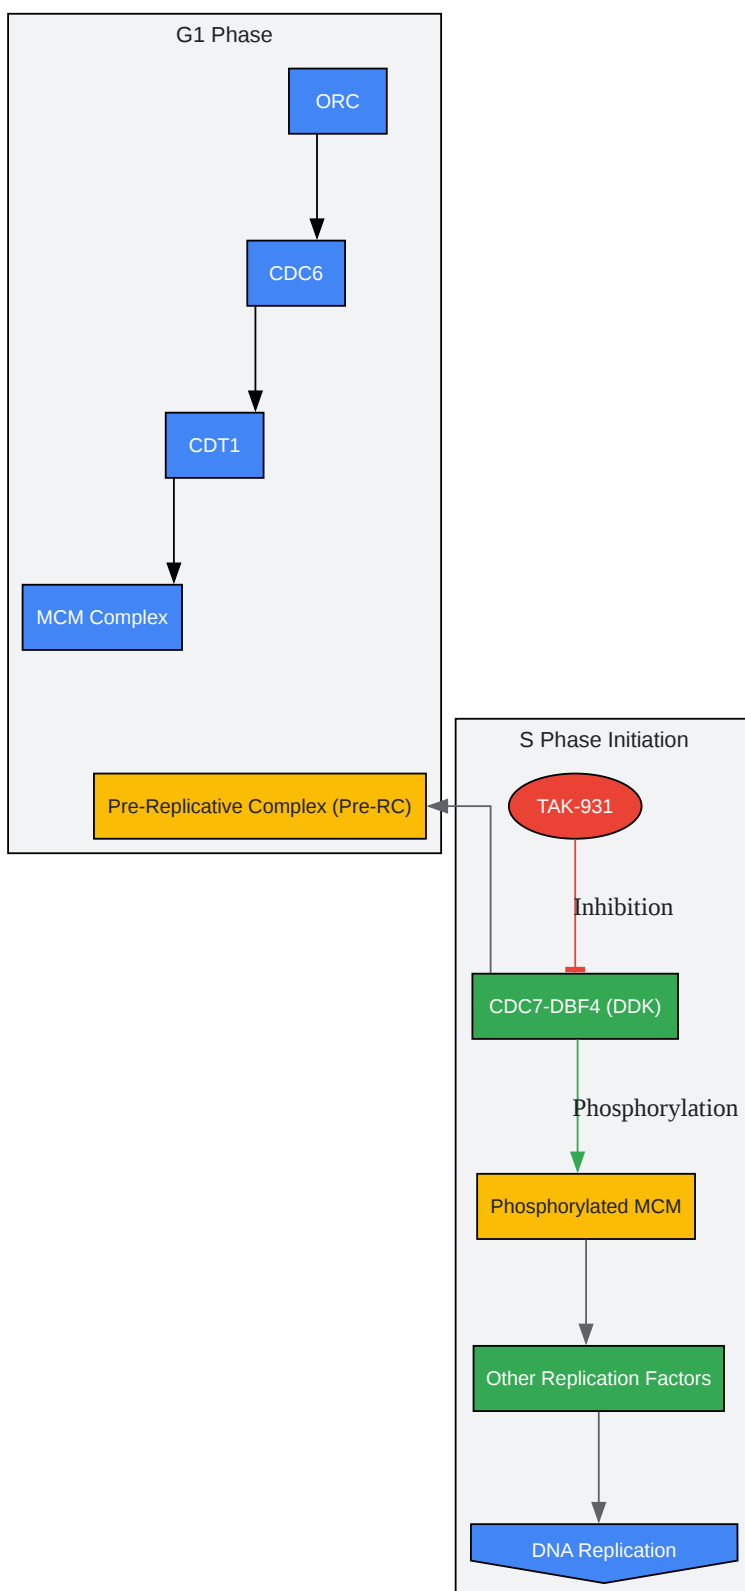 G1 Phase
ORC
CDC6
CDT1
MCM Complex
Pre-Replicative Complex (Pre-RC)
S Phase Initiation
TAK-931
Inhibition
CDC7-DBF4 (DDK)
Phosphorylation
Phosphorylated MCM
Other Replication Factors
DNA Replication